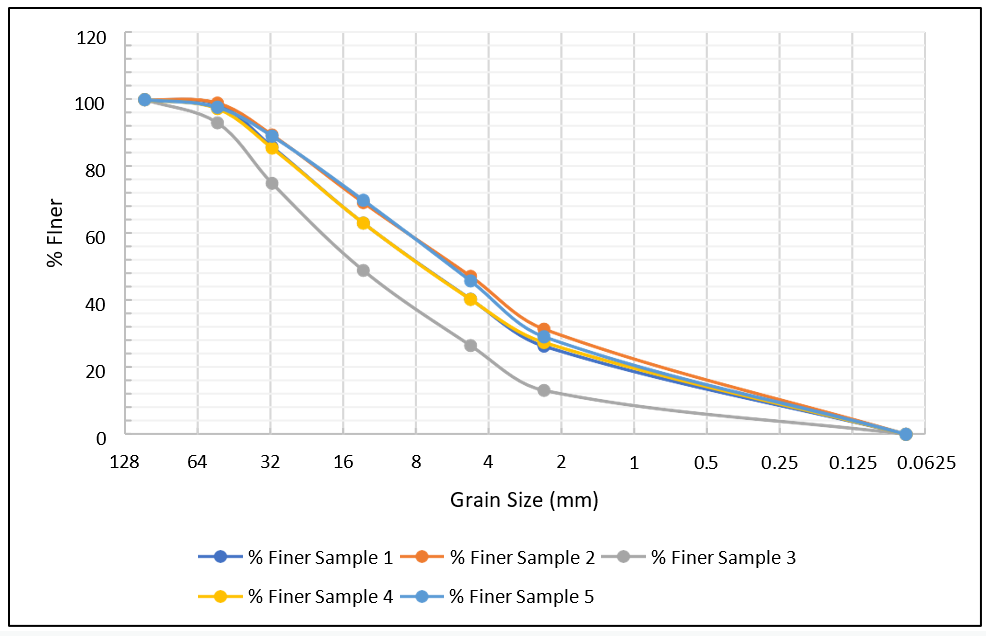 120
100
80
60
40
20
0
% FIner
128 64 32 16 8 4 2 1 0.5 0.25 0.125 0.0625
Grain Size (mm)
% Finer Sample 1 % Finer Sample 2 % Finer Sample 3
% Finer Sample 4 % Finer Sample 5